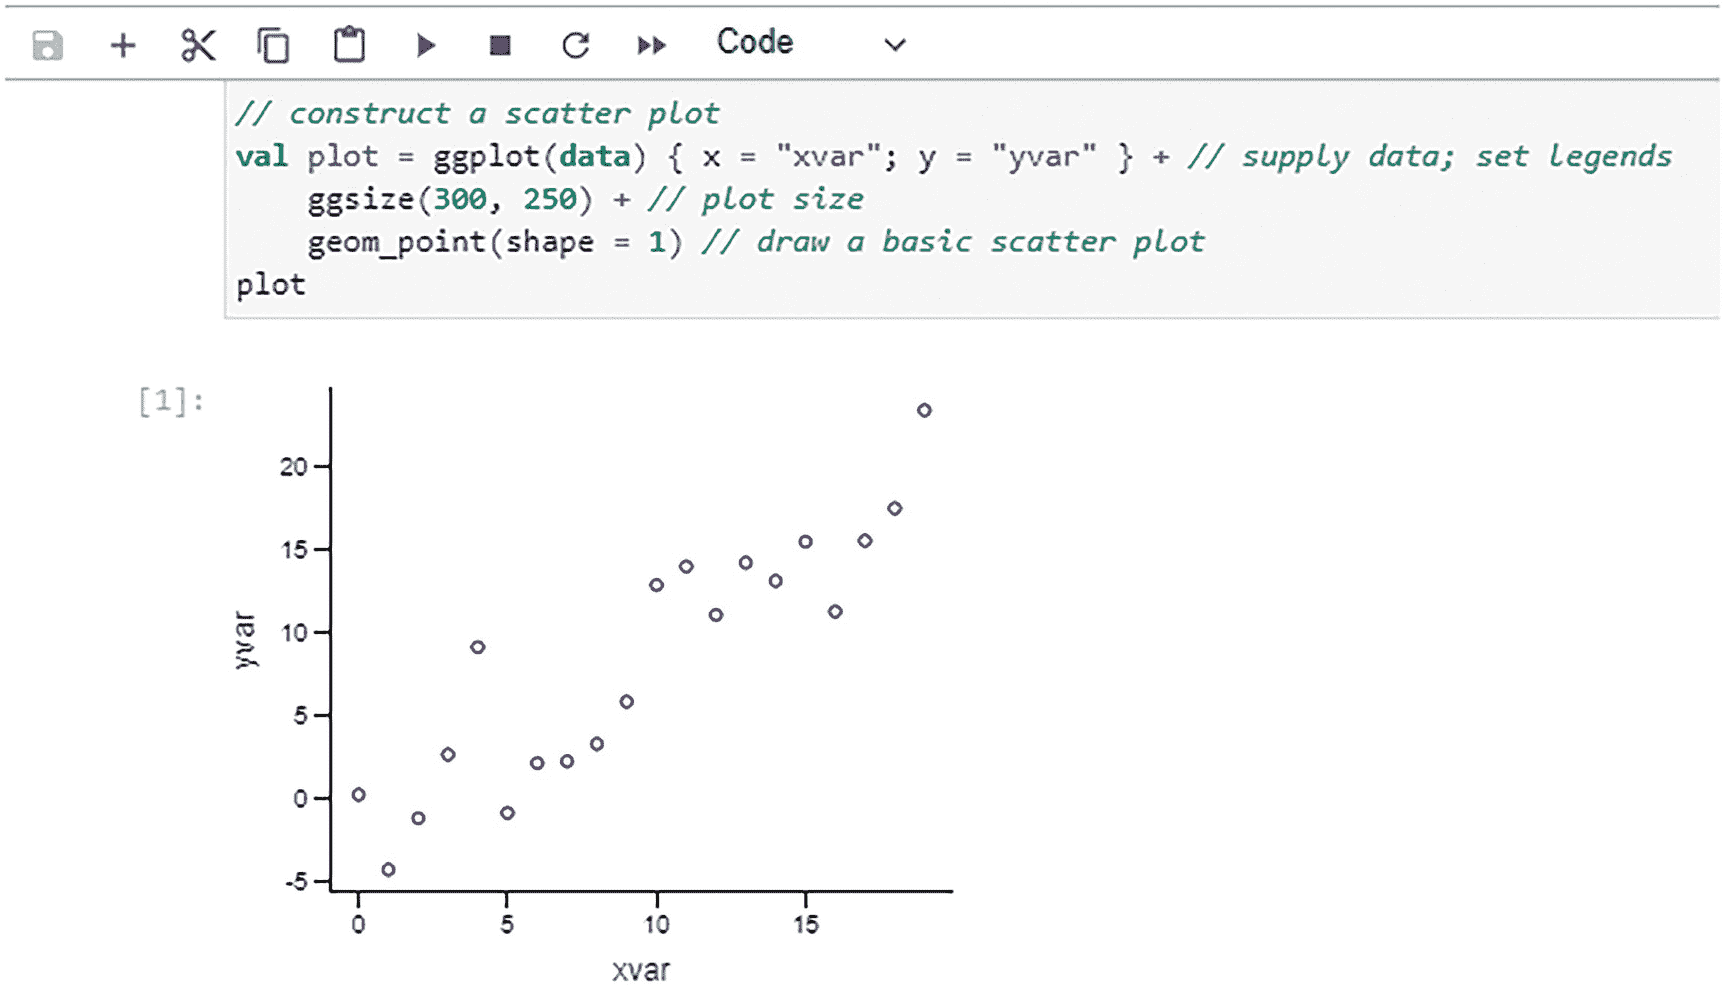 Code
// construct a scatter plot
val plot = ggplot(data) { x = "xvar"; y = "yvar" } + // supply data; set legends
    ggsize(300, 250) + // plot size
    geom_point(shape = 1) // draw a basic scatter plot
plot
[1]:
20
15
10
5
0
-5
yvar
0 5 10 15
xvar